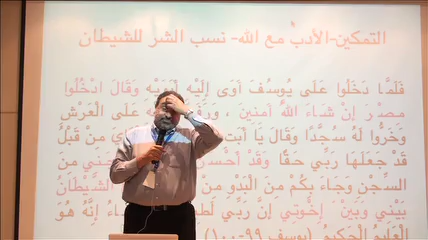 التمكين-الأدب مع الله- نسب الشر للشيطان
فَلَمَّا دَخَلُوا عَلَى يُوسُفَ آوَى إِلَيْهِ أَبَوَيْهِ وَقَالَ ادْخُلُوا
مِصْرَ إِنْ شَاءَ اللَّهُ آمِنِينَ ، وَرَفَعَ عَلَى الْعَرْشِ
وَخَرُّوا لَهُ سُجَّدًا وَقَالَ يَا أَبَتِ مِنْ قَبْلُ
قَدْ جَعَلَهَا رَبِّي حَقًّا وَقَدْ أَحْسَنَ مِنَ
السِّجْنِ وَجَاءَ بِكُمْ مِنَ الْبَدْوِ مِنْ الشَّيْطَانُ
بَيْنِي وَبَيْنَ إِخْوَتِي إِنَّ رَبِّي إِنَّهُ هُوَ
الْعَلِيمُ الْحَكِيمُ (يوسف ٩٩-١٠٠)